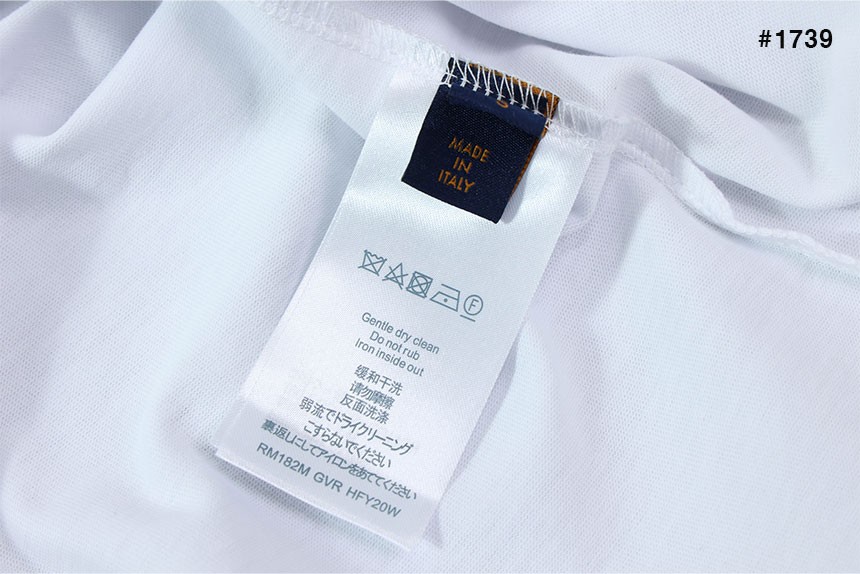 #1739
MADE
IN
ITALY
F
Gentle dry clean
Do not rub
Iron inside out
缓和干洗
请勿摩擦
反面洗涤
弱流でドライクリーニング
こすらないでください
裏返しにしてアイロンをあててください
RM182M GVR HFY20W